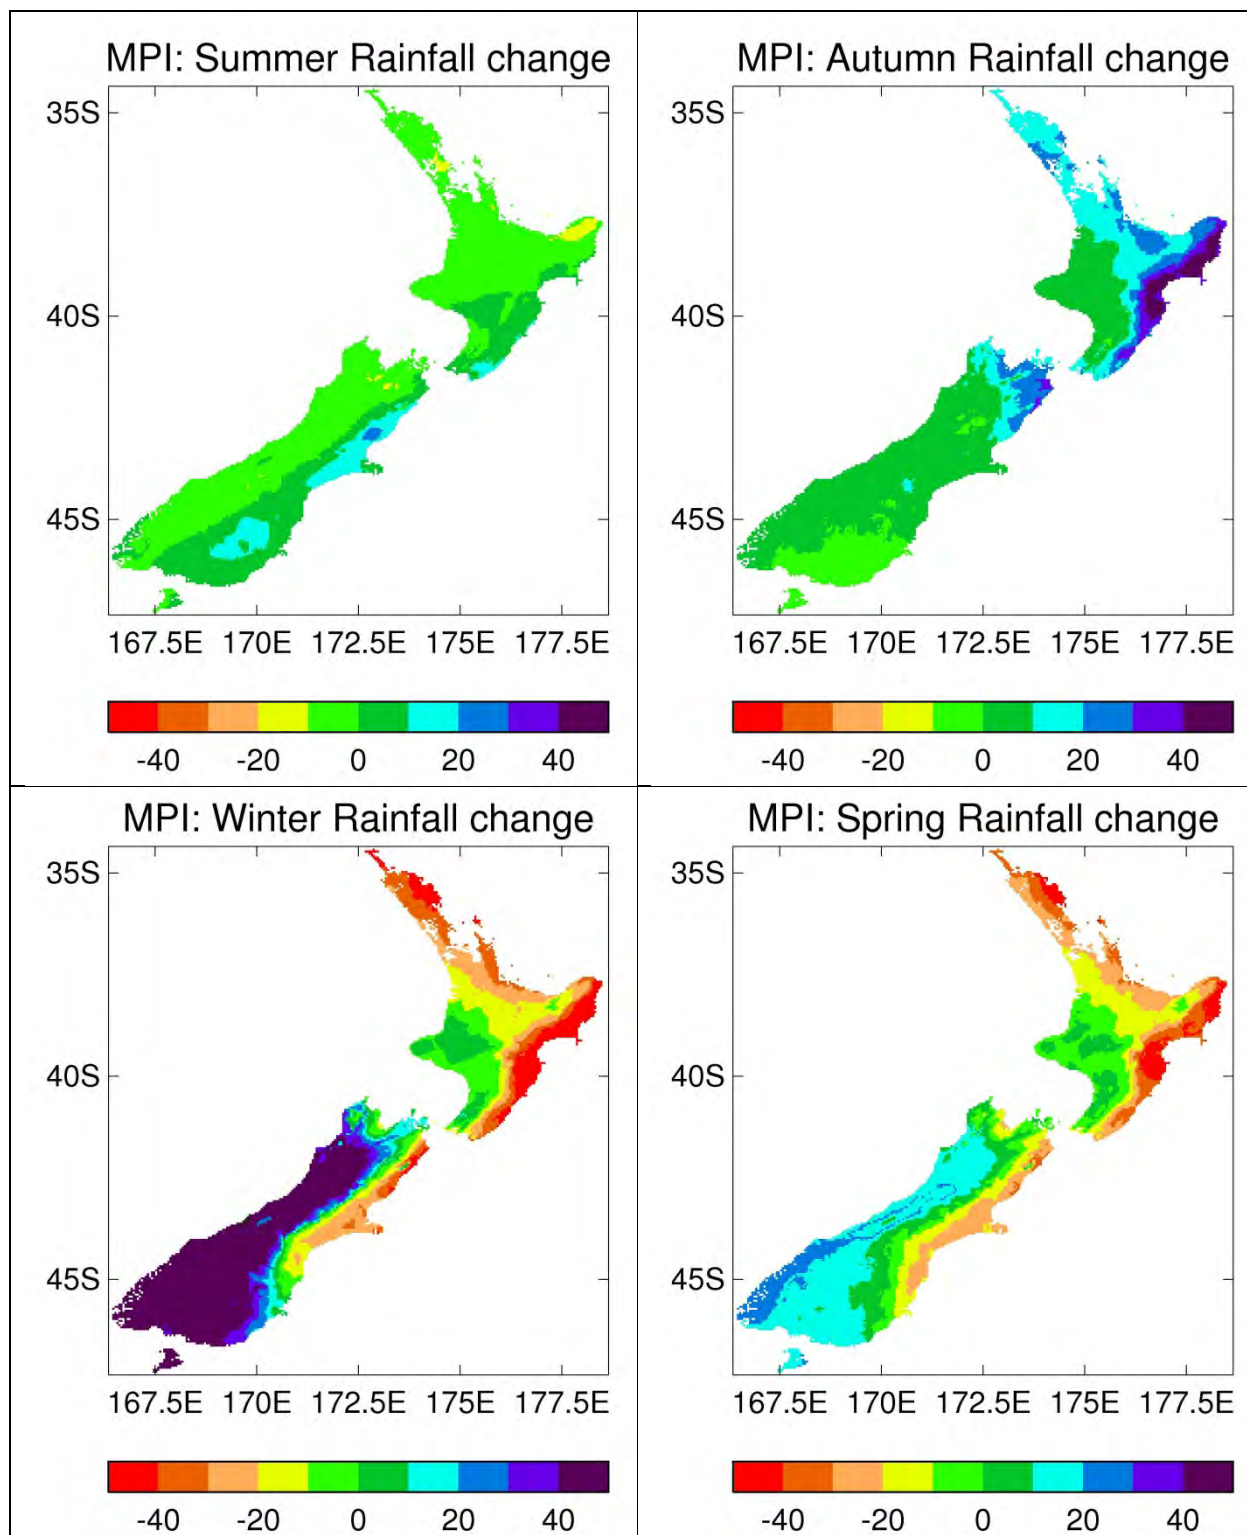 MPI: Summer Rainfall change
35S
40S
45S
167.5E 170E 172.5E 175E 177.5E
-40 -20 0 20 40
MPI: Autumn Rainfall change
35S
40S
45S
167.5E 170E 172.5E 175E 177.5E
-40 -20 0 20 40
MPI: Winter Rainfall change
35S
40S
45S
167.5E 170E 172.5E 175E 177.5E
-40 -20 0 20 40
MPI: Spring Rainfall change
35S
40S
45S
167.5E 170E 172.5E 175E 177.5E
-40 -20 0 20 40